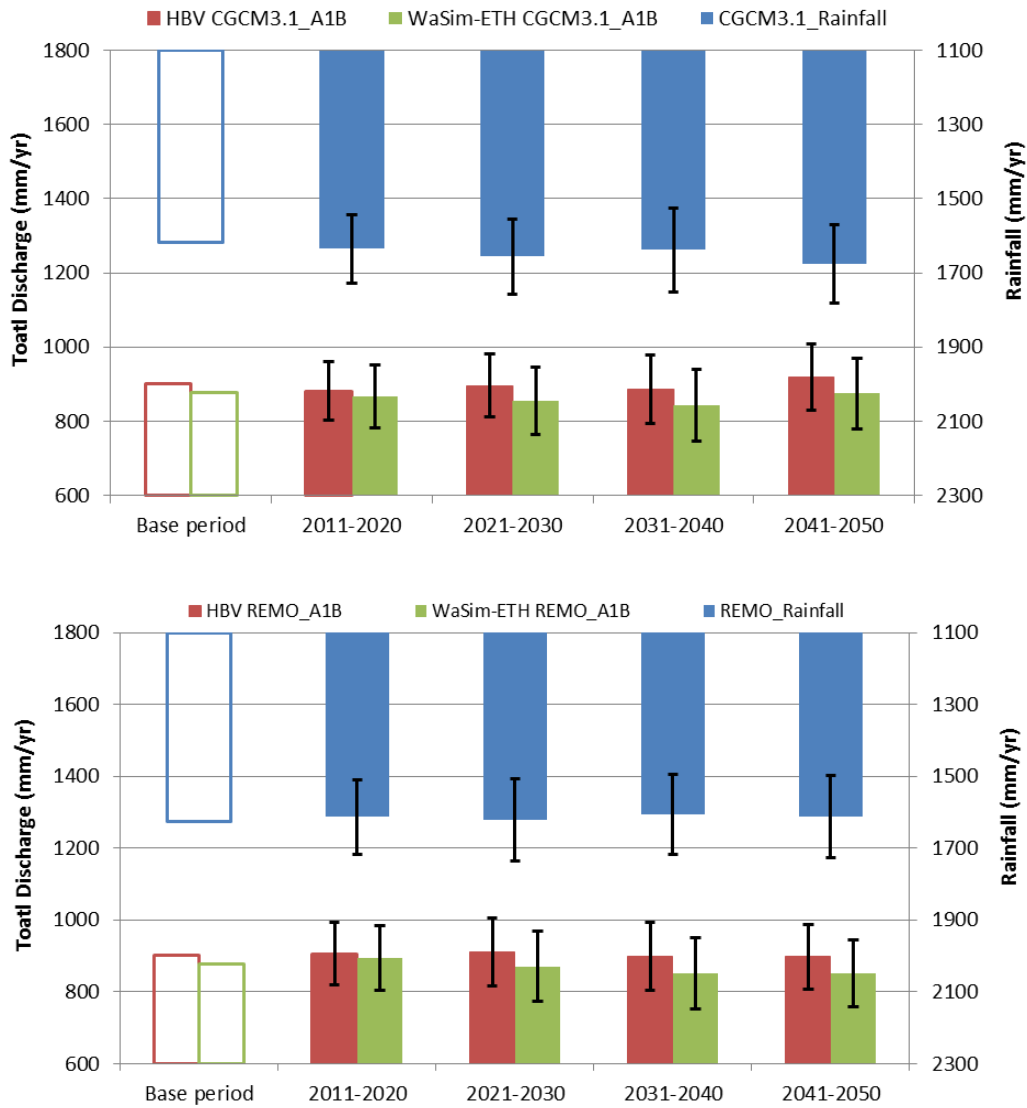 HBV CGCM3.1_A1B WaSim-ETH CGCM3.1_A1B CGCM3.1_Rainfall
1800 1100
1600 1300
1400 1500
1200 1700
1000 1900
800 2100
600 2300
Toatl Discharge (mm/yr)
Rainfall (mm/yr)
Base period 2011-2020 2021-2030 2031-2040 2041-2050
HBV REMO_A1B WaSim-ETH REMO_A1B REMO_Rainfall
1800 1100
1600 1300
1400 1500
1200 1700
1000 1900
800 2100
600 2300
Toatl Discharge (mm/yr)
Rainfall (mm/yr)
Base period 2011-2020 2021-2030 2031-2040 2041-2050